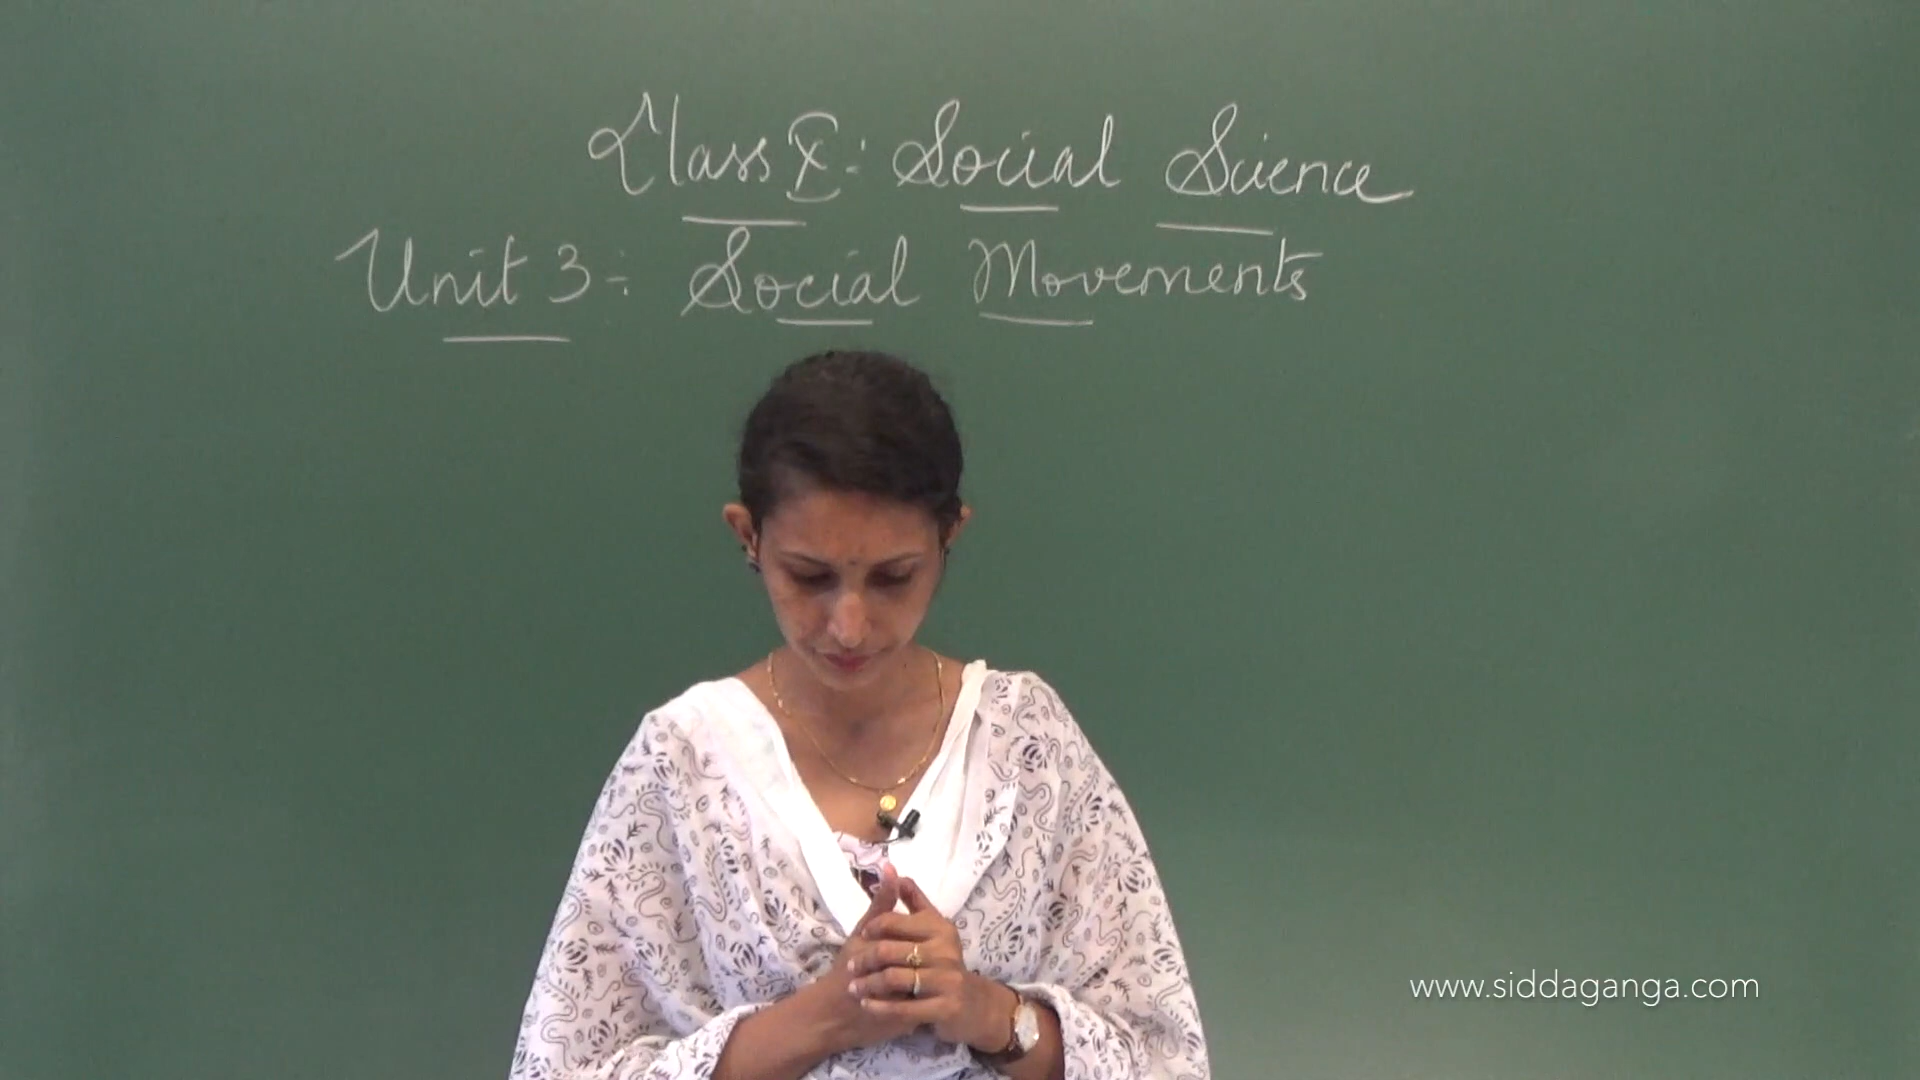 Class X : Social Science
Unit 3 :- Social Movements
www.siddaganga.com